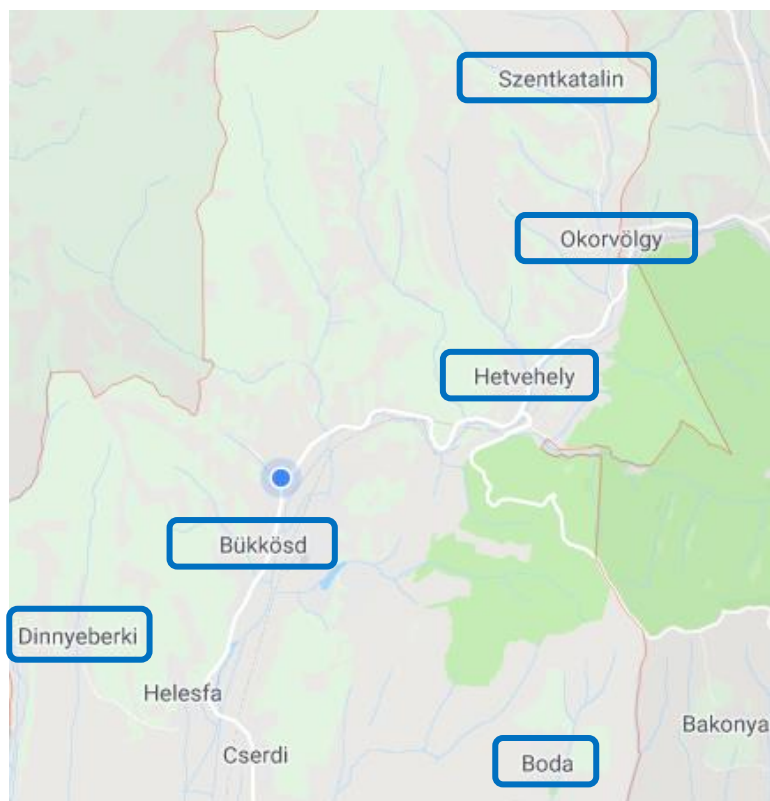 Szentkatalin
Okorvölgy
Hetvehely
Bükkösd
Dinnyeberki
Helesfa
Bakonya
Cserdi
Boda